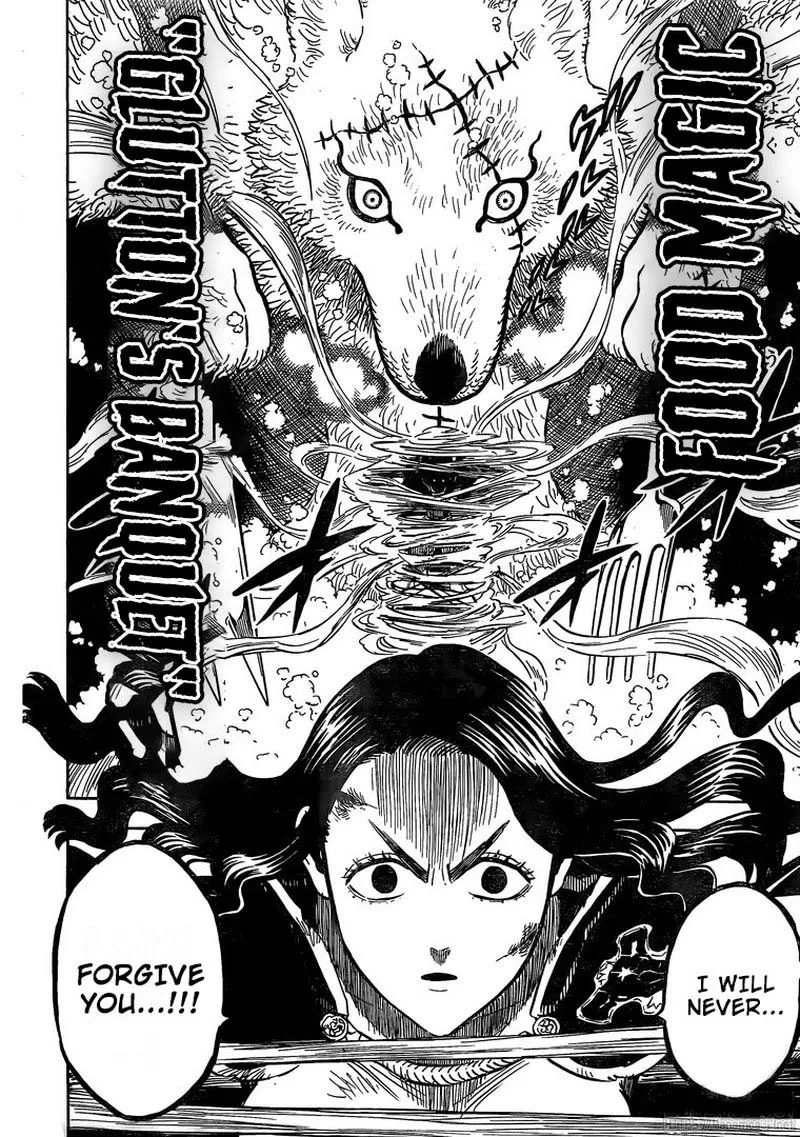 FOOD MAGIC
"GLUTTON'S BANQUET"
I WILL
NEVER...
FORGIVE
YOU...!!!